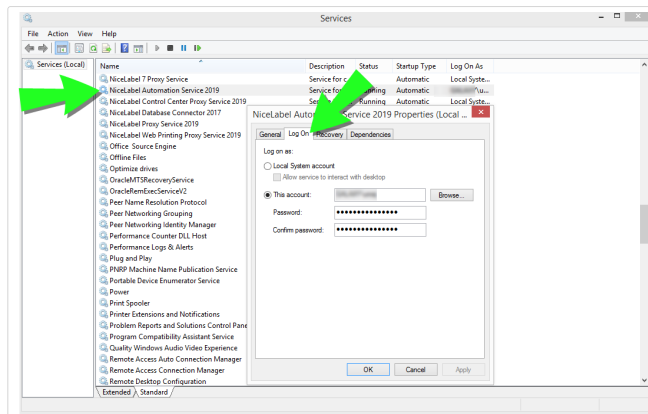 Services
File Action View Help
Services (Local)
Name Description Status Startup Type Log On As
NiceLabel 7 Proxy Service Service for c... Automatic Local Syste...
NiceLabel Automation Service 2019 Running Automatic \u...
NiceLabel Control Center Proxy Service 2019 Running Automatic Local Syste...
NiceLabel Database Connector 2017
NiceLabel Proxy Service 2019
NiceLabel Web Printing Proxy Service 2019
Office Source Engine
Offline Files
Optimize drives
OracleMTSRecoveryService
OracleRemExecServiceV2
Peer Name Resolution Protocol
Peer Networking Grouping
Peer Networking Identity Manager
Performance Counter DLL Host
Performance Logs & Alerts
Plug and Play
PNRP Machine Name Publication Service
Portable Device Enumerator Service
Power
Print Spooler
Printer Extensions and Notifications
Problem Reports and Solutions Control Pane
Program Compatibility Assistant Service
Quality Windows Audio Video Experience
Remote Access Auto Connection Manager
Remote Access Connection Manager
Remote Desktop Configuration
Extended Standard
NiceLabel Auto Service 2019 Properties (Local ...
General Log On Recovery Dependencies
Log on as:
Local System account
Allow service to interact with desktop
This account: Browse...
Password: ●●●●●●●●●●●●●●●
Confirm password: ●●●●●●●●●●●●●●●
OK Cancel Apply